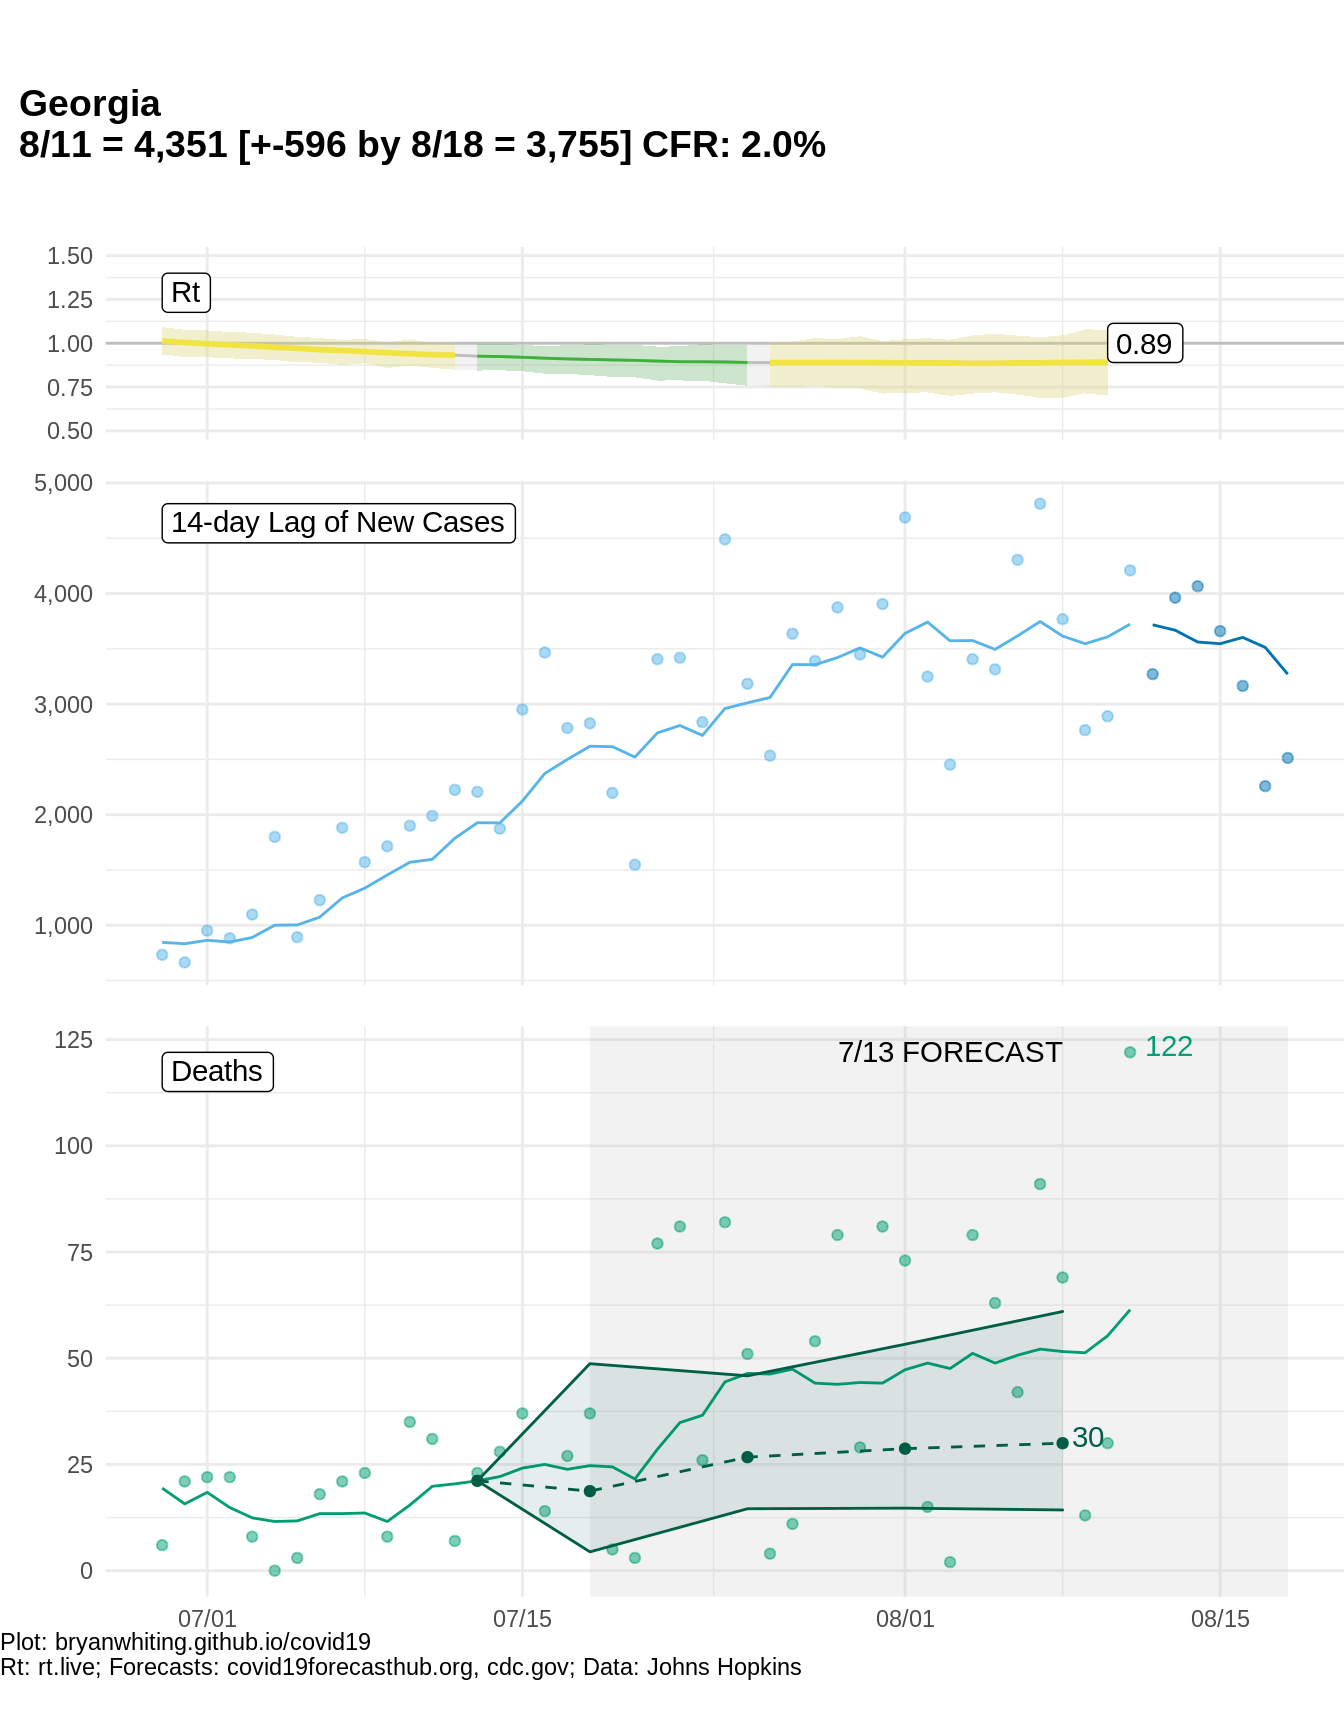 Georgia
8/11 = 4,351 [+-596 by 8/18 = 3,755] CFR: 2.0%
1.50
Rt
1.25
1.00
0.89
0.75
0.50
5,000
14-day Lag of New Cases
4,000
3,000
2,000
1,000
125
7/13 FORECAST
122
Deaths
100
75
50
30
25
0
07/01
07/15
08/01
08/15
Plot: bryanwhiting.github.io/covid19
Rt: rt.live; Forecasts: covid19forecasthub.org, cdc.gov; Data: Johns Hopkins